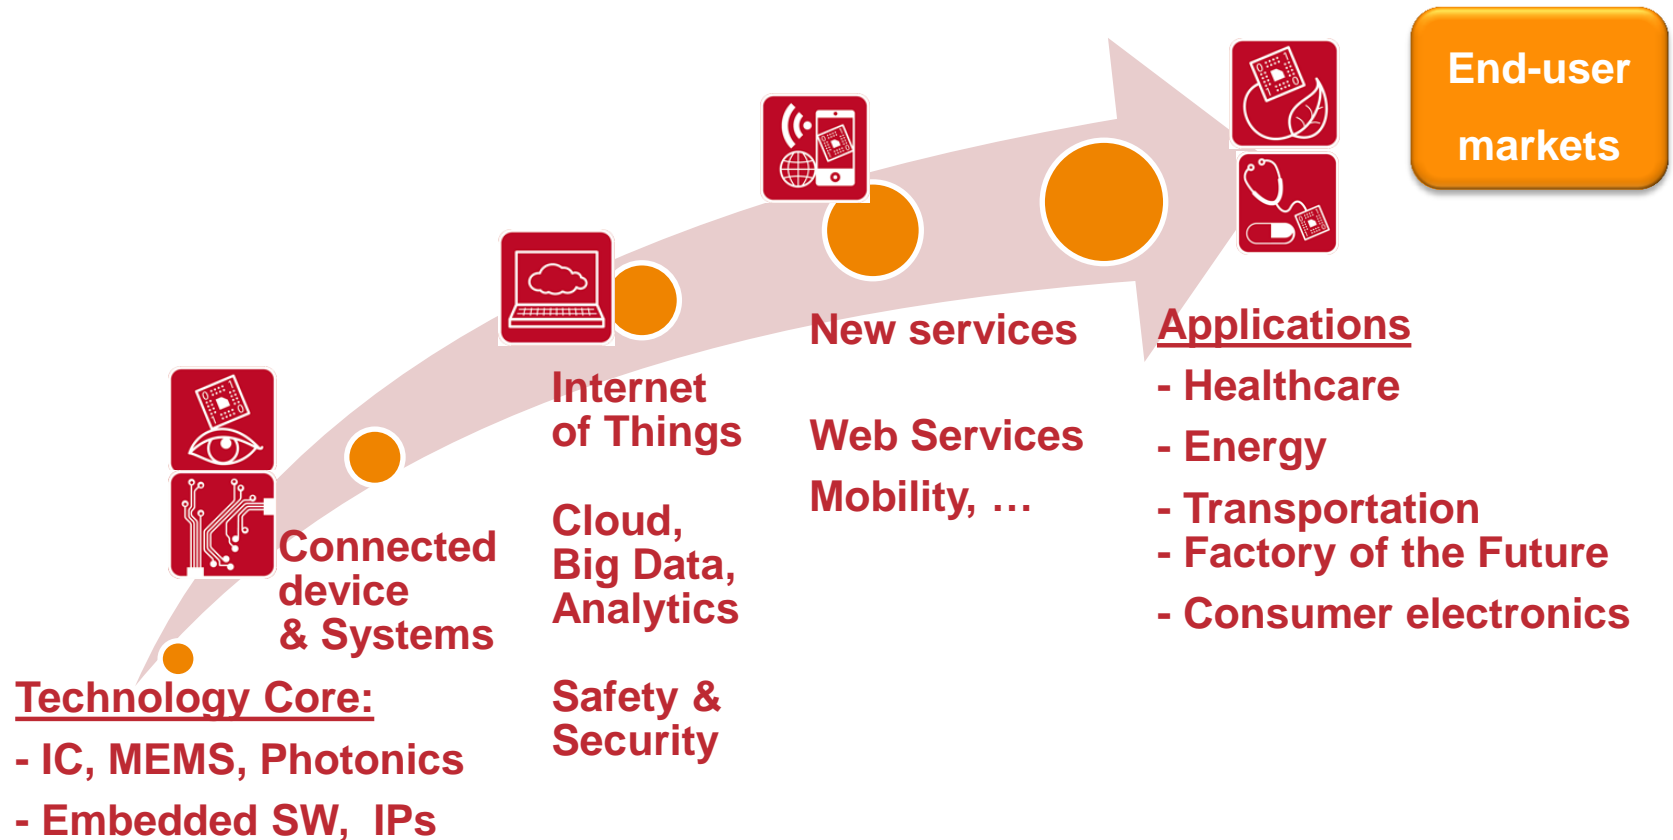 End-user
markets
Technology Core:
- IC, MEMS, Photonics
- Embedded SW,  IPs
Connected
device
& Systems
Internet
of Things
Cloud,
Big Data,
Analytics
Safety &
Security
New services
Web Services
Mobility, …
Applications
- Healthcare
- Energy
- Transportation
- Factory of the Future
- Consumer electronics